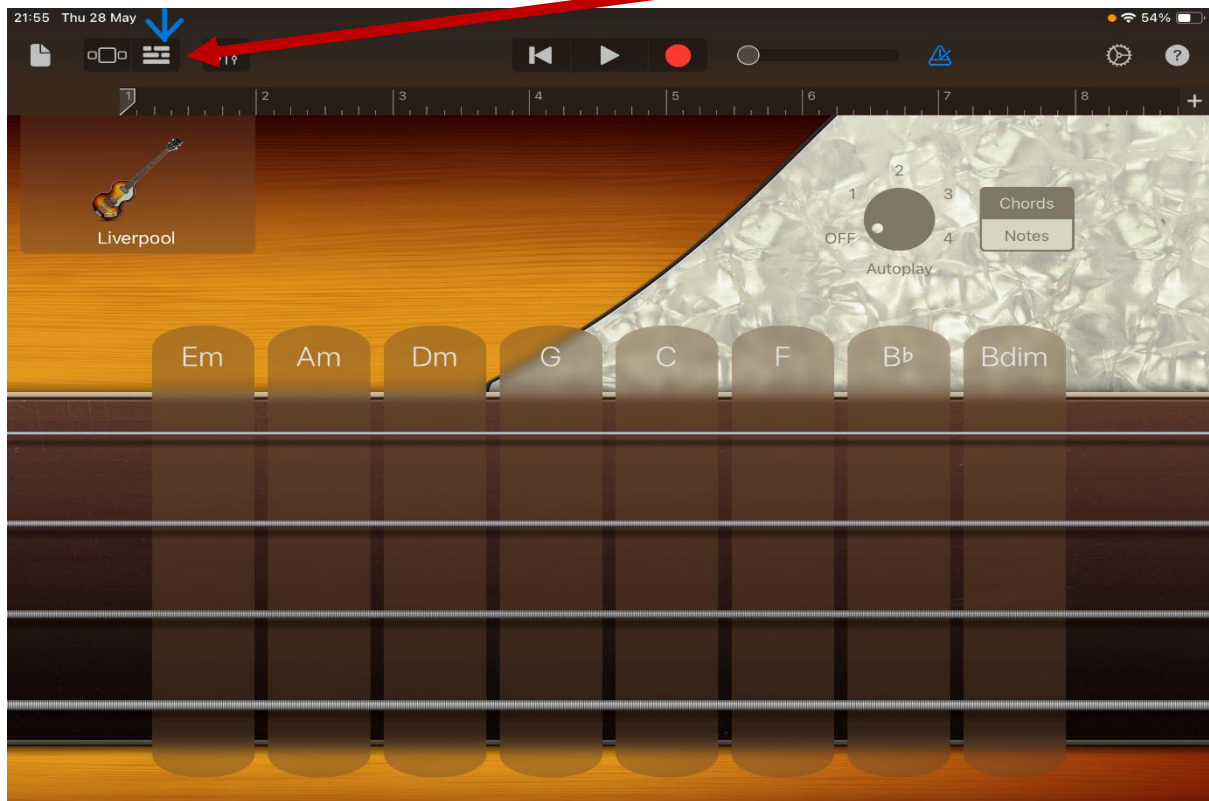 21:55 Thu 28 May
54%
?
1 2 3 4 5 6 7 8 +
Liverpool
2
1 3
OFF 4
Autoplay
Chords
Notes
Em Am Dm G C F B♭ Bdim